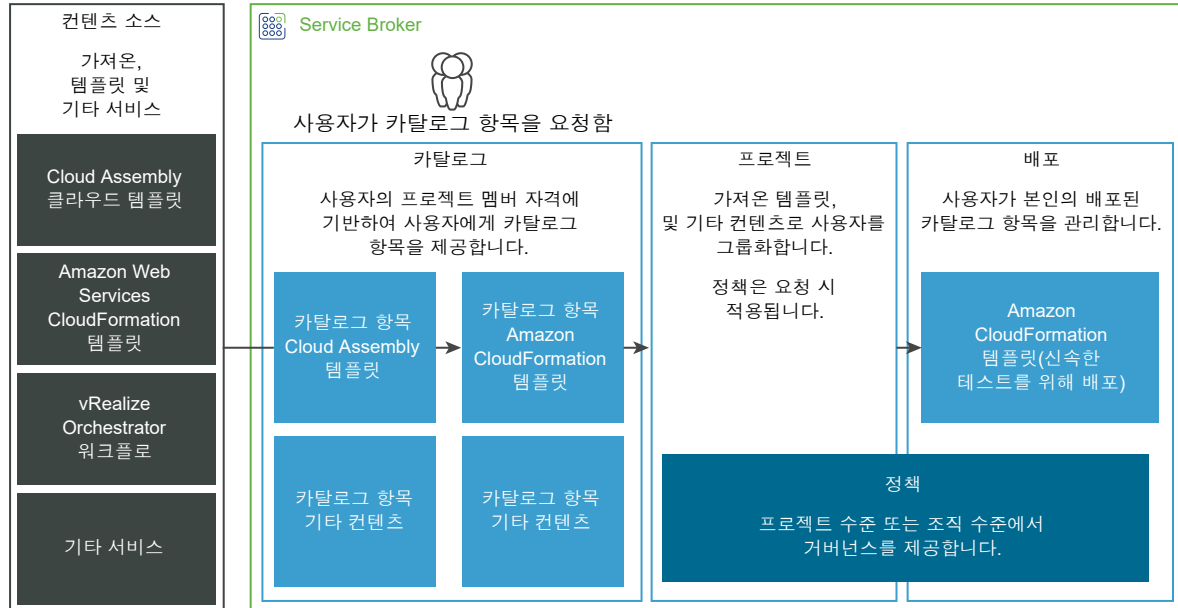 컨텐츠 소스
가져온,
템플릿 및
기타 서비스
Cloud Assembly
클라우드 템플릿
Amazon Web
Services
CloudFormation
템플릿
vRealize
Orchestrator
워크플로
기타 서비스
Service Broker
사용자가 카탈로그 항목을 요청함
카탈로그
사용자의 프로젝트 멤버 자격에
기반하여 사용자에게 카탈로그
항목을 제공합니다.
카탈로그 항목
Cloud Assembly
템플릿
카탈로그 항목
Amazon
CloudFormation
템플릿
카탈로그 항목
기타 컨텐츠
카탈로그 항목
기타 컨텐츠
프로젝트
가져온 템플릿,
및 기타 컨텐츠로 사용자를
그룹화합니다.
정책은 요청 시
적용됩니다.
배포
사용자가 본인의 배포된
카탈로그 항목을 관리합니다.
Amazon
CloudFormation
템플릿(신속한
테스트를 위해 배포)
정책
프로젝트 수준 또는 조직 수준에서
거버넌스를 제공합니다.